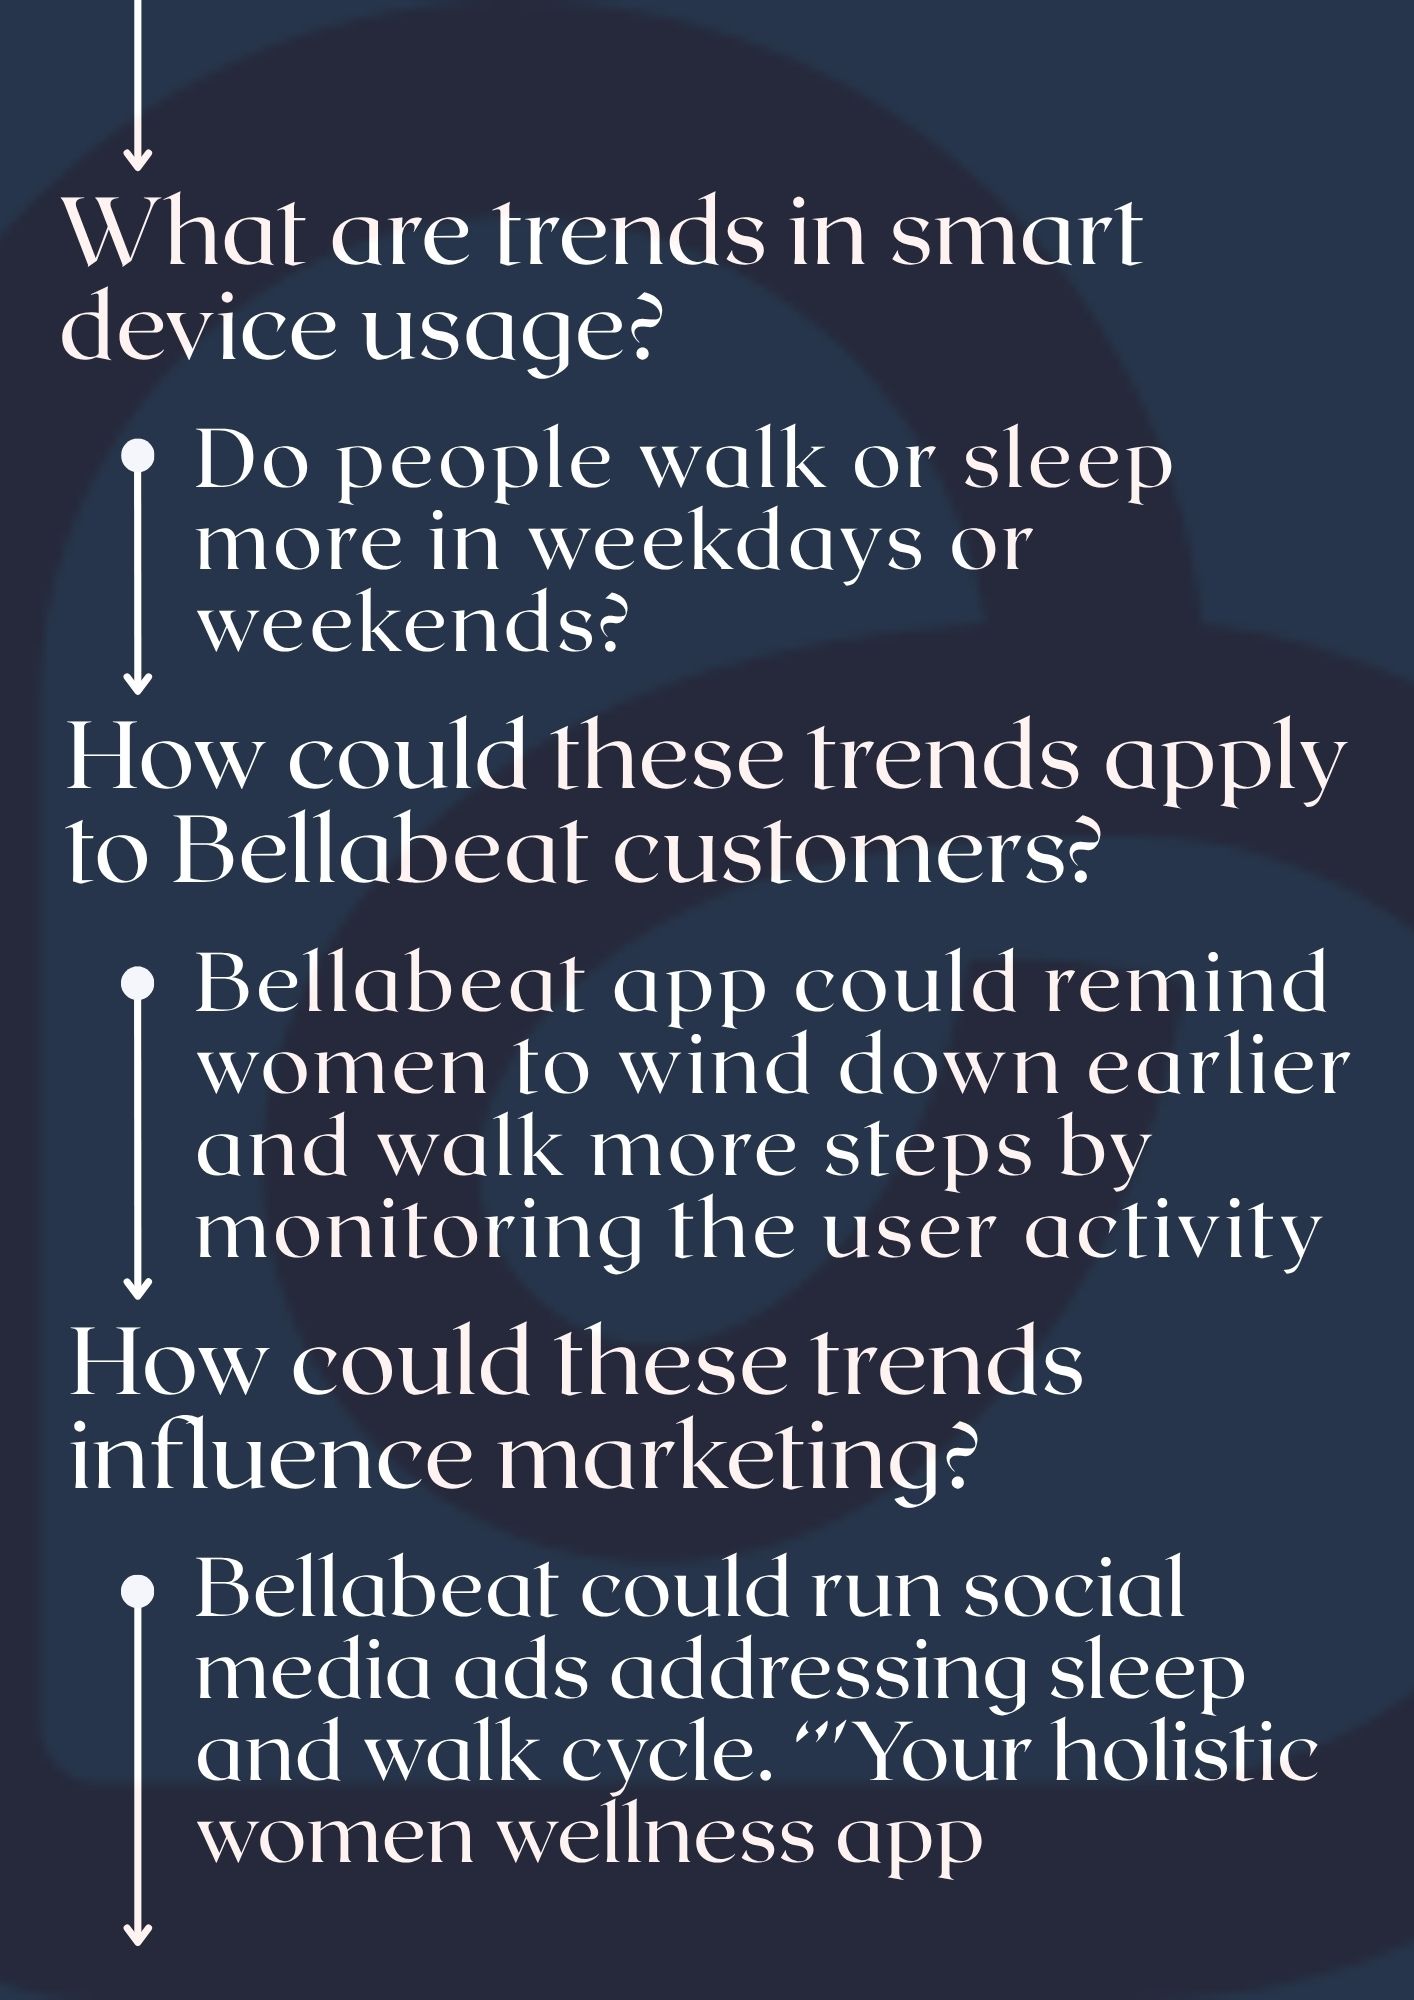 What are trends in smart
device usage?
Do people walk or sleep
more in weekdays or
weekends?
How could these trends apply
to Bellabeat customers?
Bellabeat app could remind
women to wind down earlier
and walk more steps by
monitoring the user activity
How could these trends
influence marketing?
Bellabeat could run social
media ads addressing sleep
and walk cycle. “'Your holistic
women wellness app